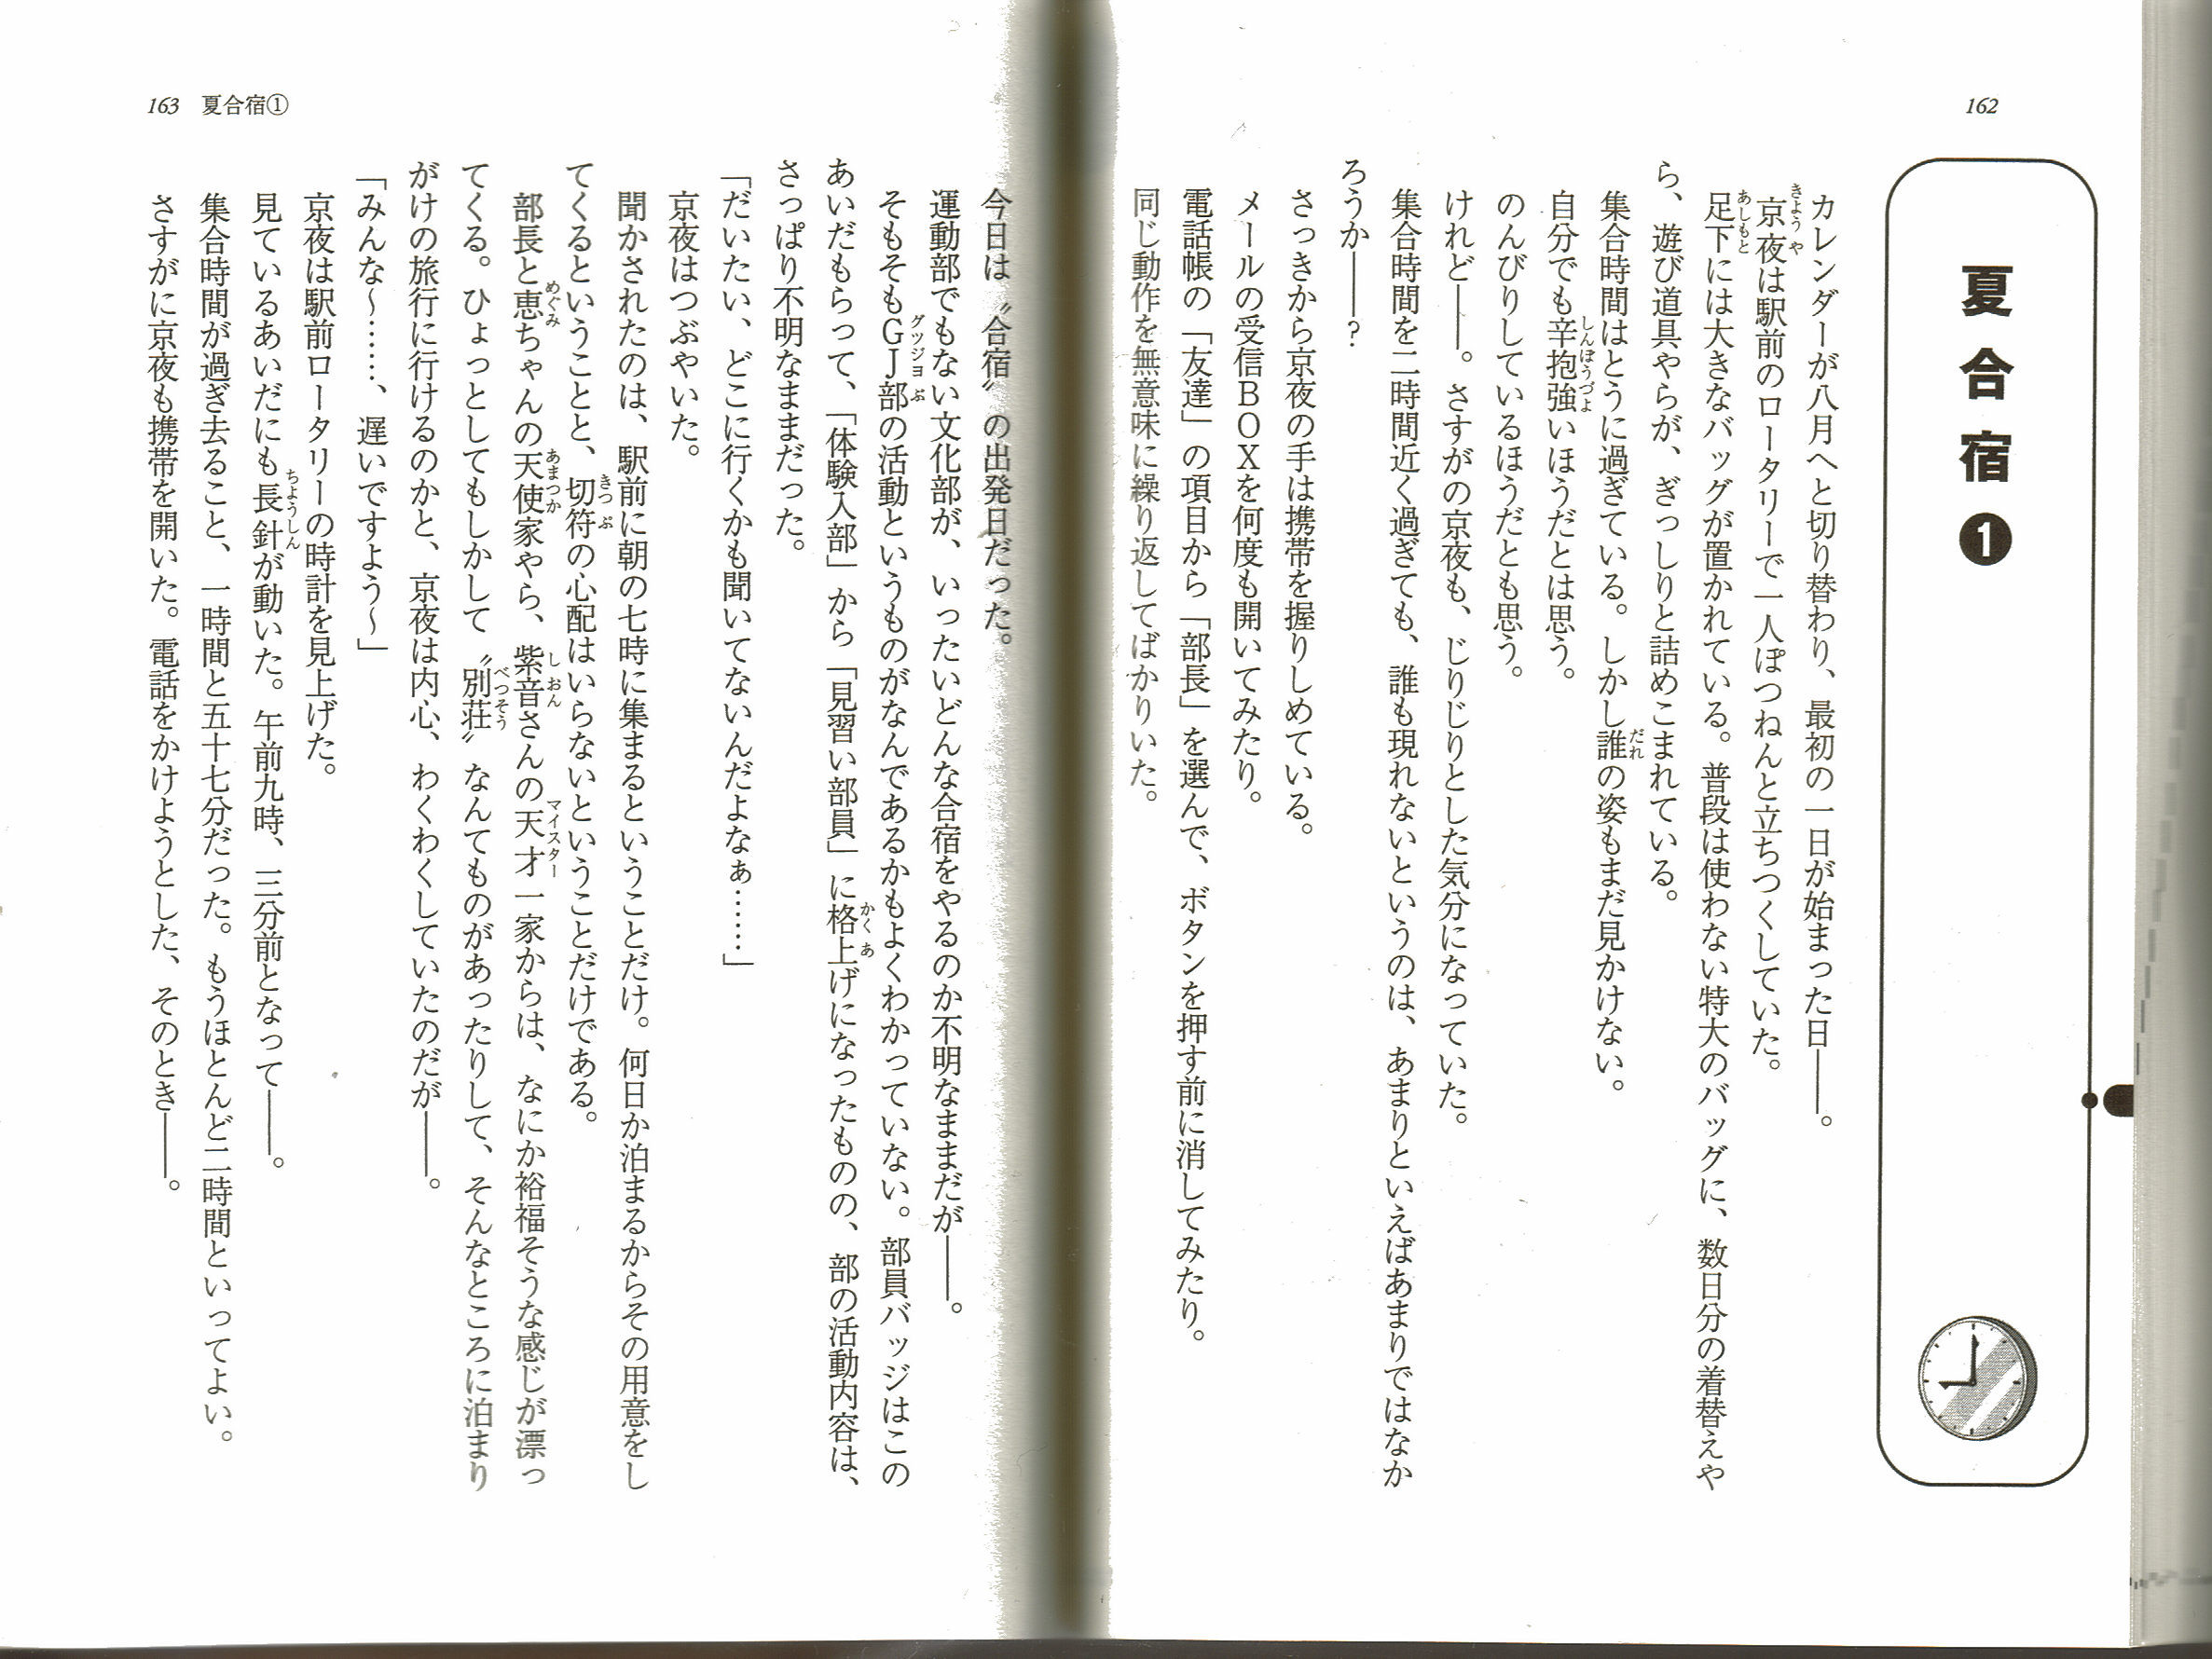 162
夏合宿❶
カレンダーが八月へと切り替わり、最初の一日が始まった日――。
京夜は駅前のロータリーで一人ぽつねんと立ちつくしていた。
足下には大きなバッグが置かれている。普段は使わない特大のバッグに、数日分の着替えや
ら、遊び道具やらが、ぎっしりと詰めこまれている。
集合時間はとうに過ぎている。しかし誰の姿もまだ見かけない。
自分でも辛抱強いほうだとは思う。
のんびりしているほうだとも思う。
けれど――。さすがの京夜も、じりじりとした気分になっていた。
集合時間を二時間近く過ぎても、誰も現れないというのは、あまりといえばあまりではなか
ろうか――?
さっきから京夜の手は携帯を握りしめている。
メールの受信BOXを何度も開いてみたり。
電話帳の「友達」の項目から「部長」を選んで、ボタンを押す前に消してみたり。
同じ動作を無意味に繰り返してばかりいた。
163 夏合宿①
今日は〝合宿〟の出発日だった。
運動部でもない文化部が、いったいどんな合宿をやるのか不明なままだが――。
そもそもGJ部の活動というものがなんであるかもよくわかっていない。部員バッジはこの
あいだもらって、「体験入部」から「見習い部員」に格上げになったものの、部の活動内容は、
さっぱり不明なままだった。
「だいたい、どこに行くかも聞いてないんだよなぁ……」
京夜はつぶやいた。
聞かされたのは、駅前に朝の七時に集まるということだけ。何日か泊まるからその用意をし
てくるということと、切符の心配はいらないということだけである。
部長と恵ちゃんの天使家やら、紫音さんの天才一家からは、なにか裕福そうな感じが漂っ
てくる。ひょっとしてもしかして〝別荘〟なんてものがあったりして、そんなところに泊まり
がけの旅行に行けるのかと、京夜は内心、わくわくしていたのだが――。
「みんな〜……、遅いですよう〜」
京夜は駅前ロータリーの時計を見上げた。
見ているあいだにも長針が動いた。午前九時、三分前となって――。
集合時間が過ぎ去ること、一時間と五十七分だった。もうほとんど二時間といってよい。
さすがに京夜も携帯を開いた。電話をかけようとした、そのとき――。